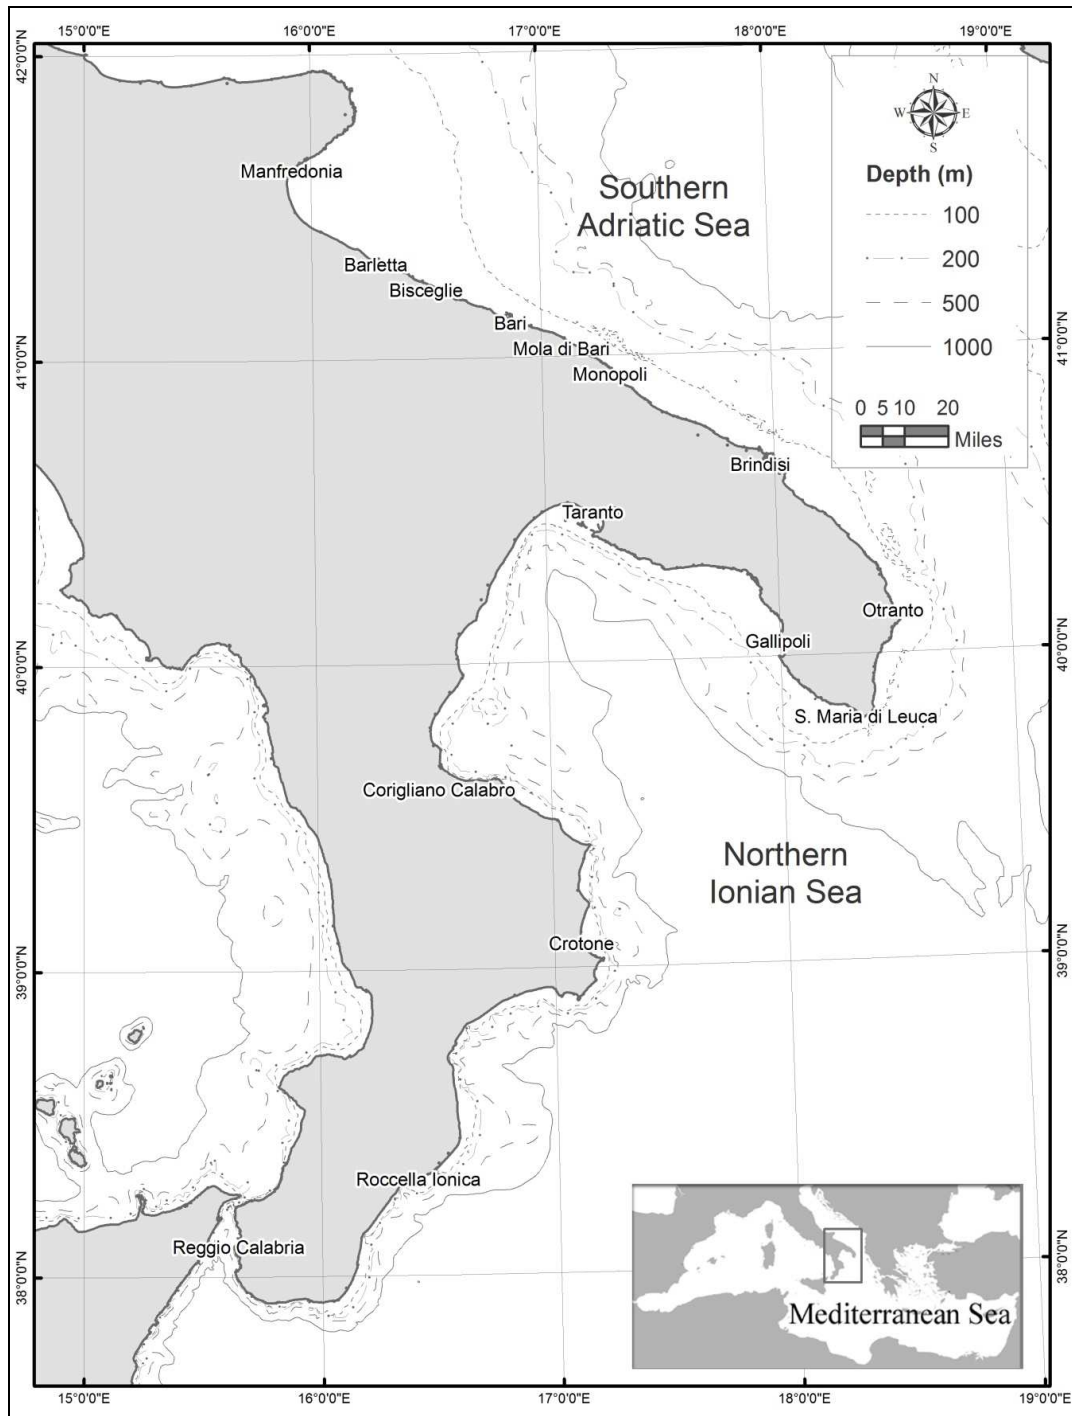 15°0'0"E 16°0'0"E 17°0'0"E 18°0'0"E 19°0'0"E
42°0'0"N
N
W E
S
Depth (m)
100
200
500
1000
0 5 10 20
Miles
Manfredonia
Southern
Adriatic Sea
Barletta
Bisceglie
Bari
Mola di Bari
Monopoli
41°0'0"N
41°0'0"N
Brindisi
Taranto
Otranto
Gallipoli
40°0'0"N
40°0'0"N
S. Maria di Leuca
Corigliano Calabro
Northern
Ionian Sea
Crotone
39°0'0"N
39°0'0"N
Roccella Ionica
Reggio Calabria
38°0'0"N
38°0'0"N
Mediterranean Sea
15°0'0"E 16°0'0"E 17°0'0"E 18°0'0"E 19°0'0"E